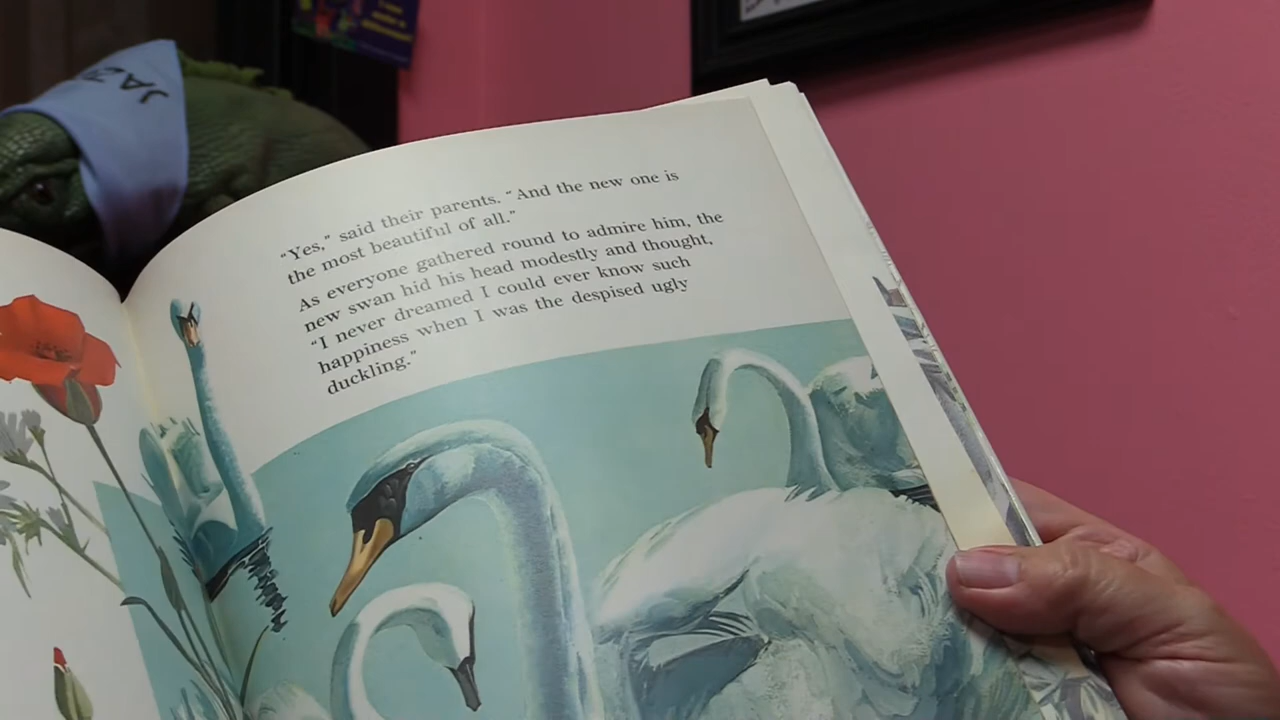 JAZ
"Yes," said their parents. "And the new one is
the most beautiful of all."
As everyone gathered round to admire him, the
new swan hid his head modestly and thought,
"I never dreamed I could ever know such
happiness when I was the despised ugly
duckling."